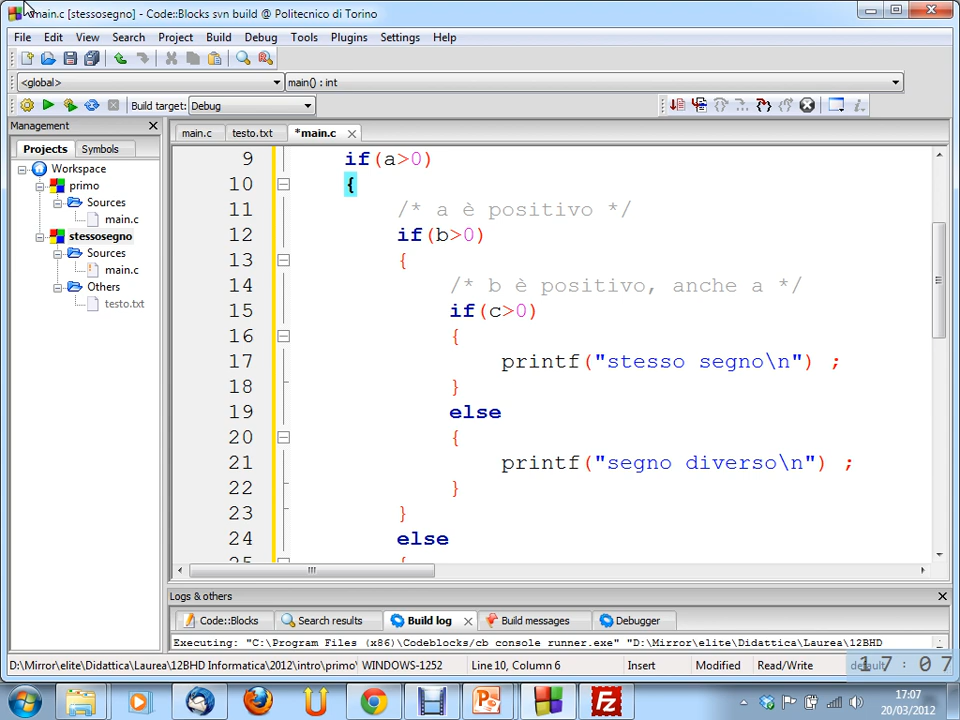 main.c [stessosegno] - Code::Blocks svn build @ Politecnico di Torino
File Edit View Search Project Build Debug Tools Plugins Settings Help
<global> main() : int
Build target: Debug
Management
Projects Symbols
Workspace
primo
Sources
main.c
stessosegno
Sources
main.c
Others
testo.txt
main.c testo.txt *main.c
9 if(a>0)
10 {
11 /* a è positivo */
12 if(b>0)
13 {
14 /* b è positivo, anche a */
15 if(c>0)
16 {
17 printf("stesso segno\n") ;
18 }
19 else
20 {
21 printf("segno diverso\n") ;
22 }
23 }
24 else
25 {
Logs & others
Code::Blocks Search results Build log Build messages Debugger
Executing: "C:\Program Files (x86)\Codeblocks/cb_console_runner.exe" "D:\Mirror\elite\Didattica\Laurea\12BHD
D:\Mirror\elite\Didattica\Laurea\12BHD Informatica\2012\intro\primo\ WINDOWS-1252 Line 10, Column 6 Insert Modified Read/Write default
17:07
17:07
20/03/2012